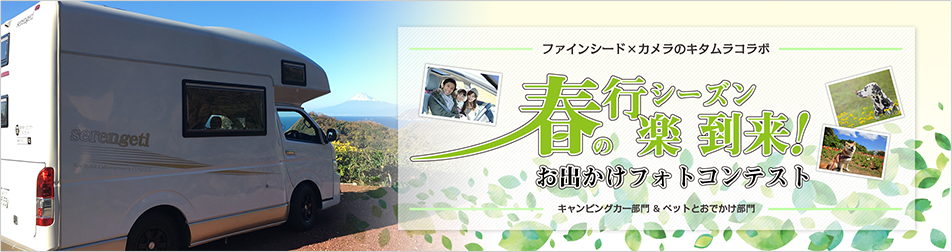 ファインシード×カメラのキタムラコラボ
春の行楽シーズン到来!
お出かけフォトコンテスト
キャンピングカー部門 & ペットとおでかけ部門
serengeti